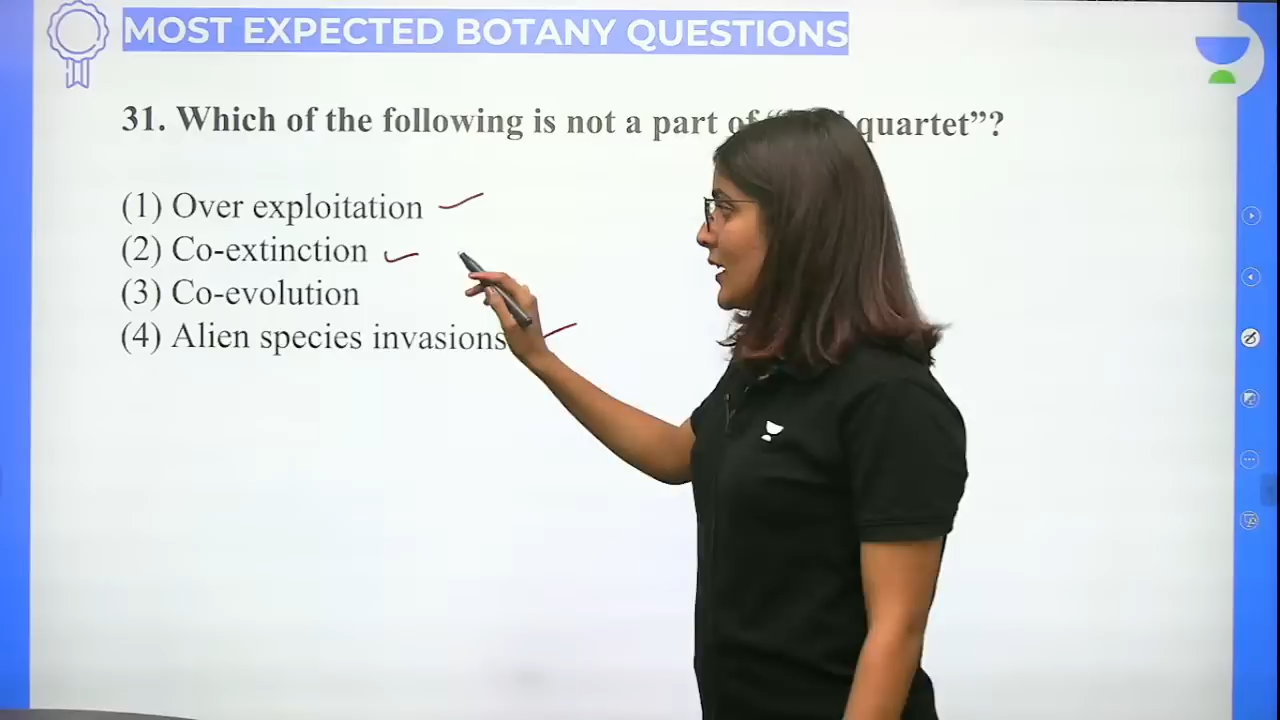 MOST EXPECTED BOTANY QUESTIONS
31. Which of the following is not a part of quartet”?
(1) Over exploitation
(2) Co-extinction
(3) Co-evolution
(4) Alien species invasions